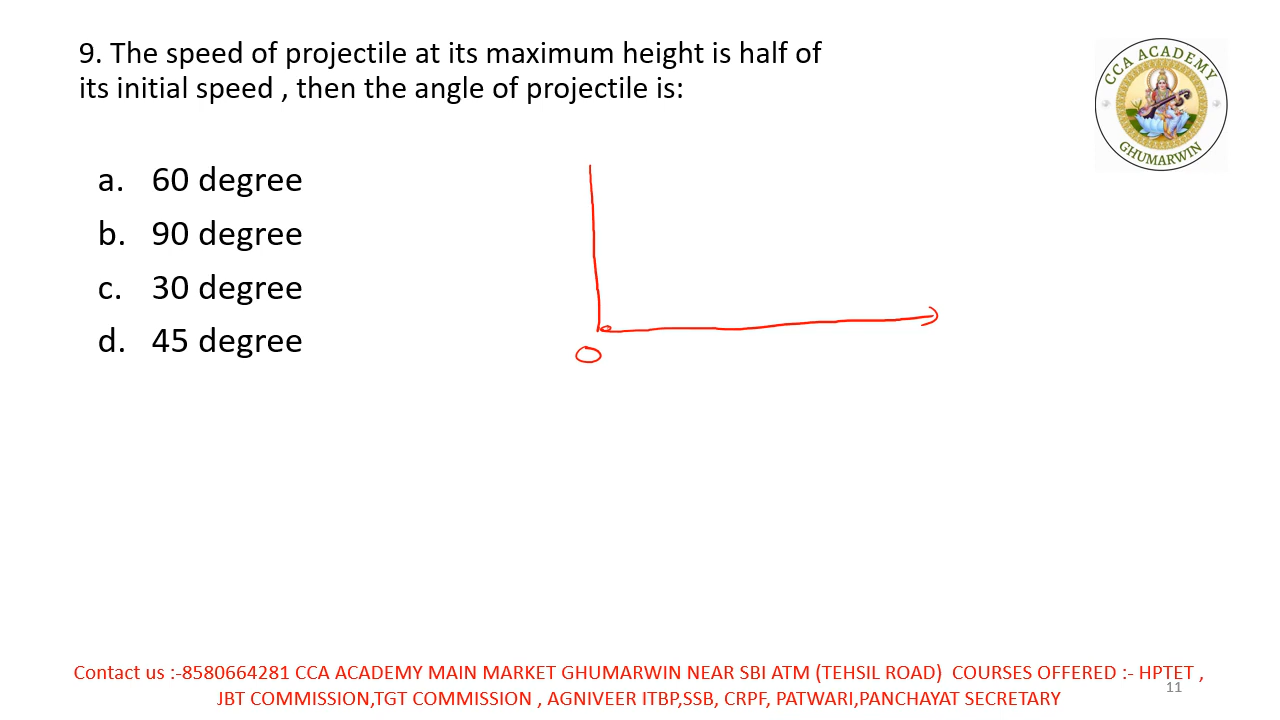 9. The speed of projectile at its maximum height is half of
its initial speed , then the angle of projectile is:
CCA ACADEMY
GHUMARWIN
a. 60 degree
b. 90 degree
c. 30 degree
d. 45 degree
O
Contact us :-8580664281 CCA ACADEMY MAIN MARKET GHUMARWIN NEAR SBI ATM (TEHSIL ROAD)  COURSES OFFERED :- HPTET ,
JBT COMMISSION,TGT COMMISSION , AGNIVEER ITBP,SSB, CRPF, PATWARI,PANCHAYAT SECRETARY
11